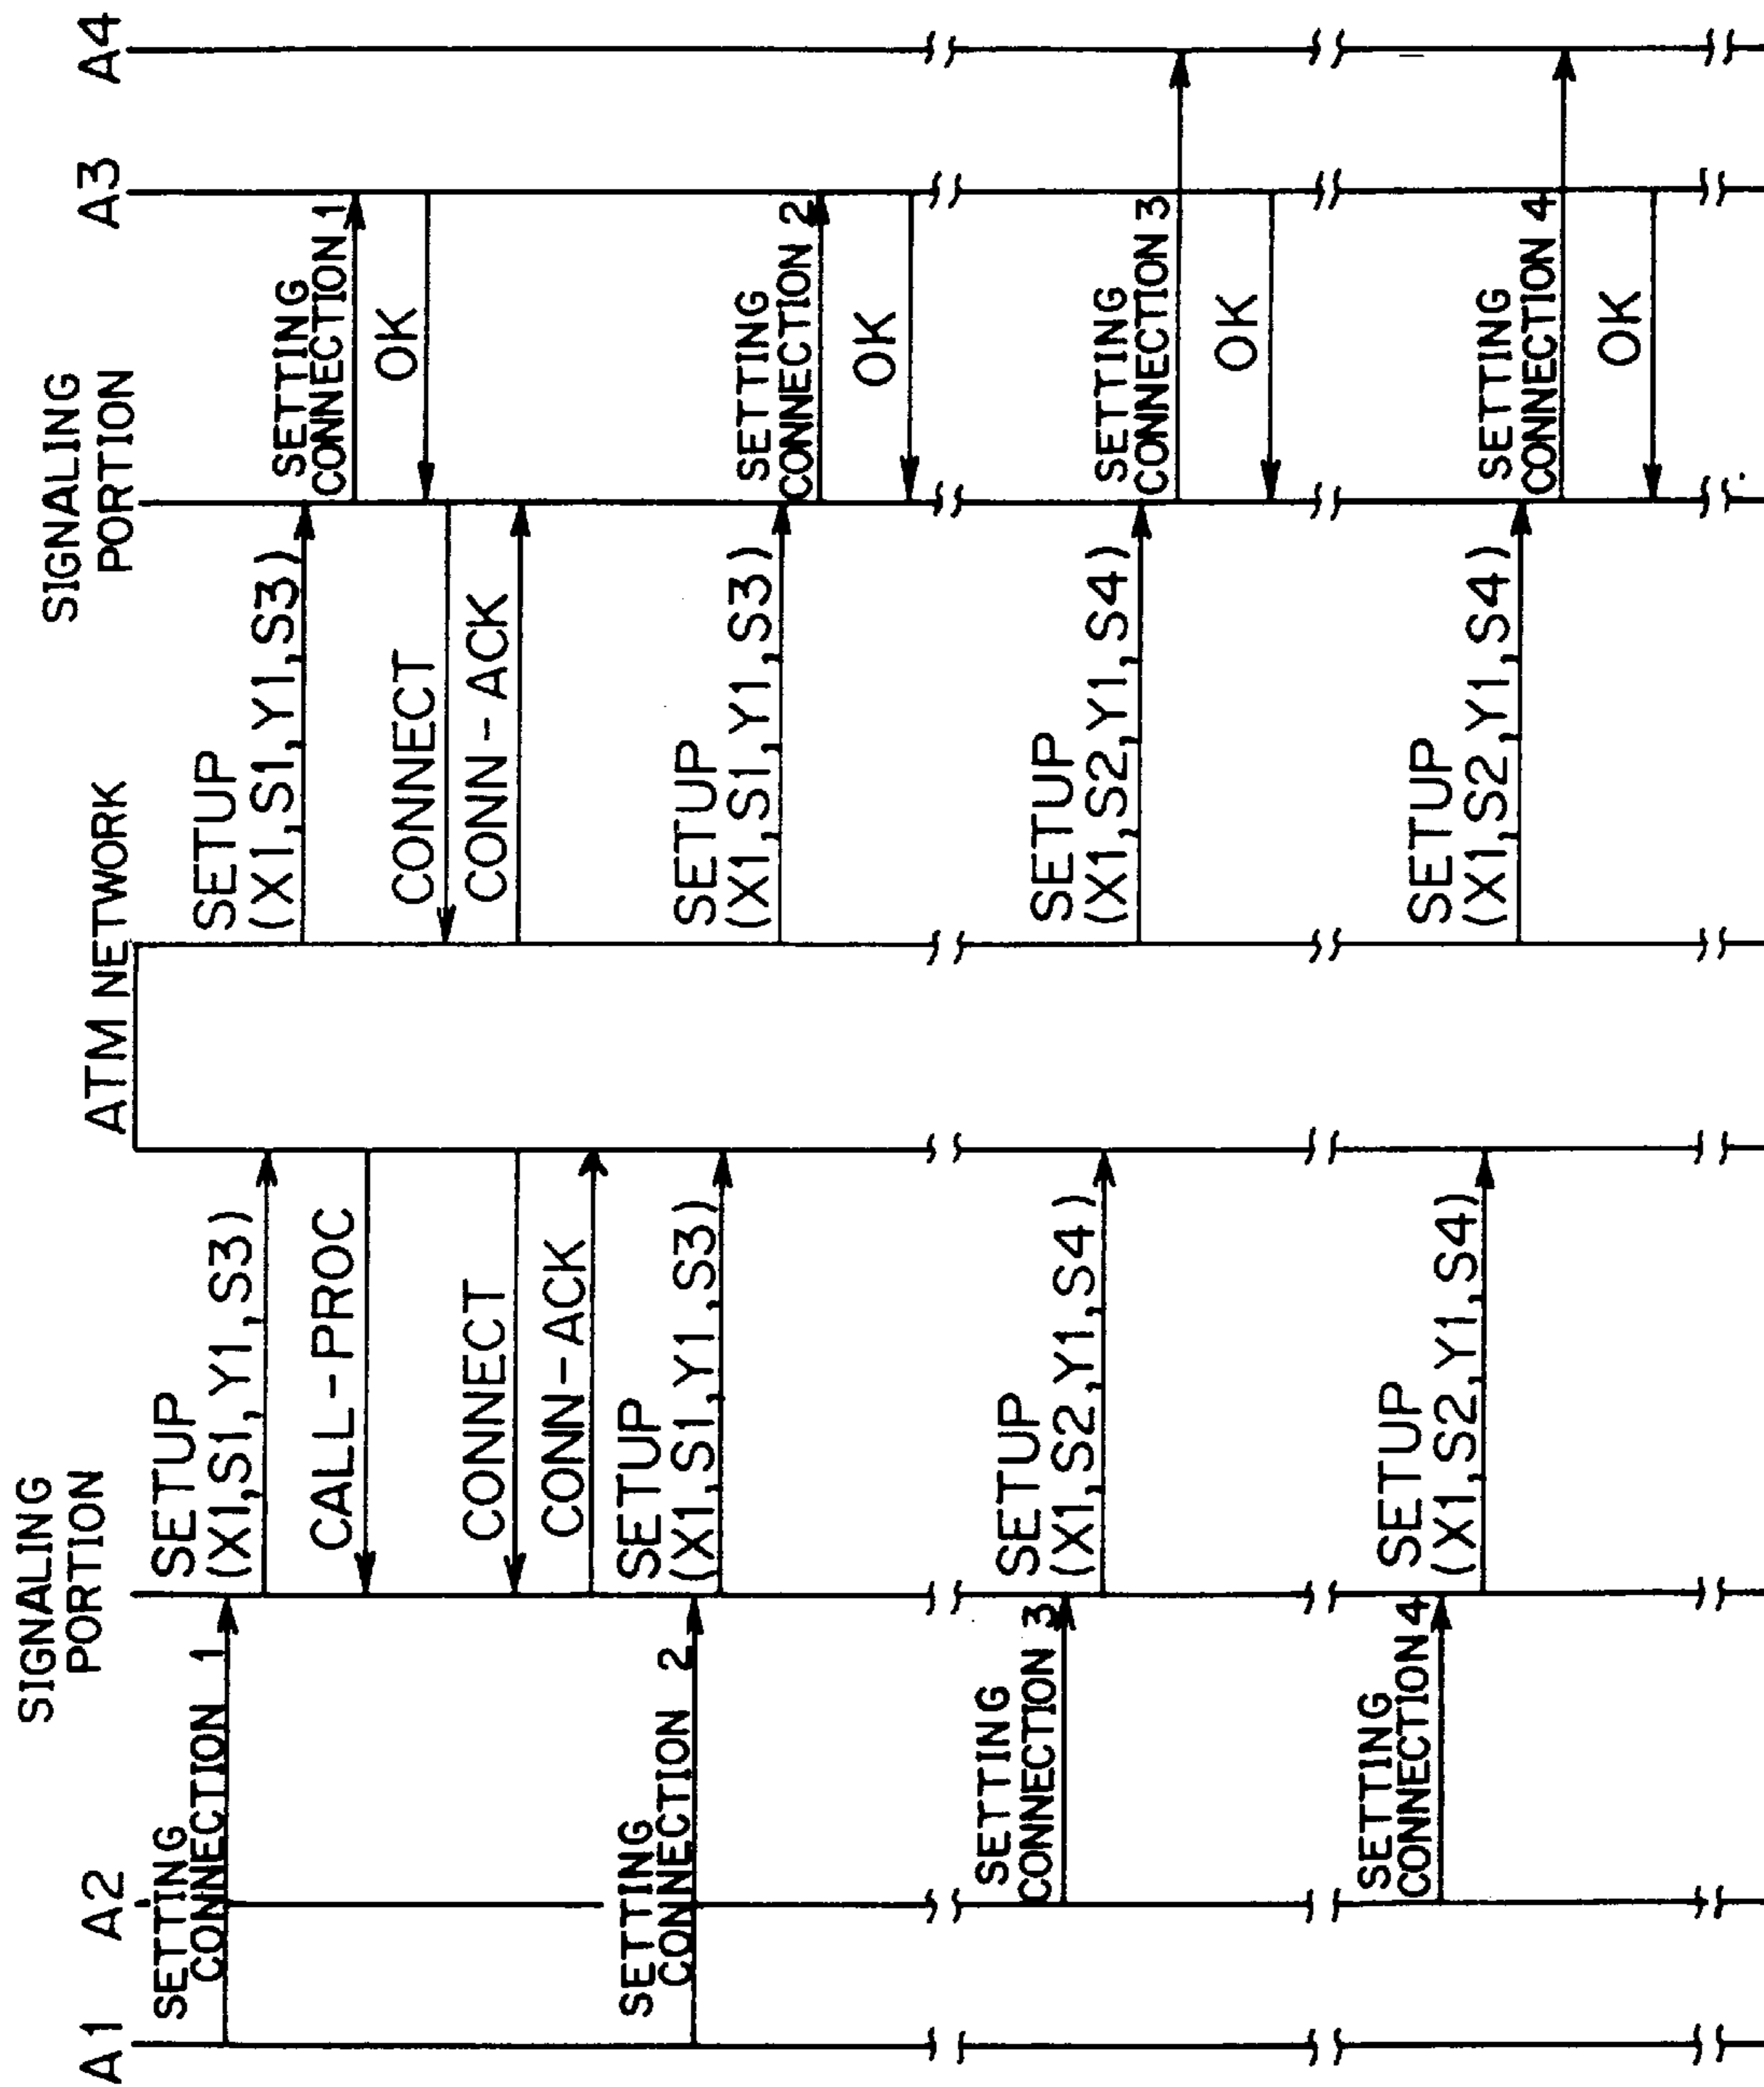 A1
A2
SIGNALING
PORTION
ATM NETWORK
SIGNALING
PORTION
A3
A4
SETTING
CONNECTION 1
SETUP
(X1,S1,Y1,S3)
SETUP
(X1,S1,Y1,S3)
SETTING
CONNECTION 1
CALL-PROC
OK
CONNECT
CONNECT
CONN-ACK
CONN-ACK
SETTING
CONNECTION 2
SETUP
(X1,S1,Y1,S3)
SETUP
(X1,S1,Y1,S3)
SETTING
CONNECTION 2
OK
SETTING
CONNECTION 3
SETUP
(X1,S2,Y1,S4)
SETUP
(X1,S2,Y1,S4)
SETTING
CONNECTION 3
OK
SETTING
CONNECTION 4
SETUP
(X1,S2,Y1,S4)
SETUP
(X1,S2,Y1,S4)
SETTING
CONNECTION 4
OK